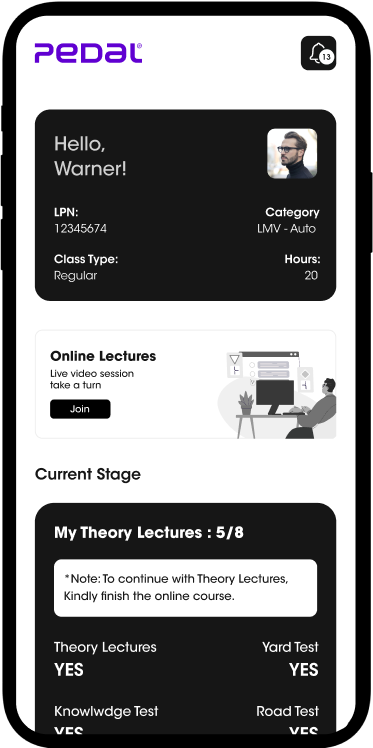 PEDAL®
13
Hello,
Warner!
LPN:
12345674
Category
LMV - Auto
Class Type:
Regular
Hours:
20
Online Lectures
Live video session
take a turn
Join
Current Stage
My Theory Lectures : 5/8
*Note: To continue with Theory Lectures,
Kindly finish the online course.
Theory Lectures
YES
Yard Test
YES
Knowlwdge Test
YES
Road Test
YES